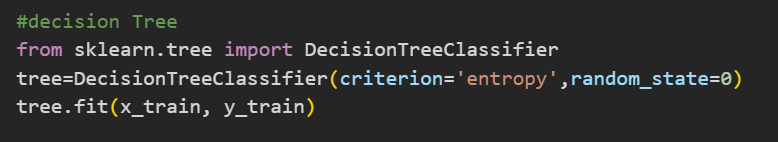 #decision Tree
from sklearn.tree import DecisionTreeClassifier
tree=DecisionTreeClassifier(criterion='entropy',random_state=0)
tree.fit(x_train, y_train)